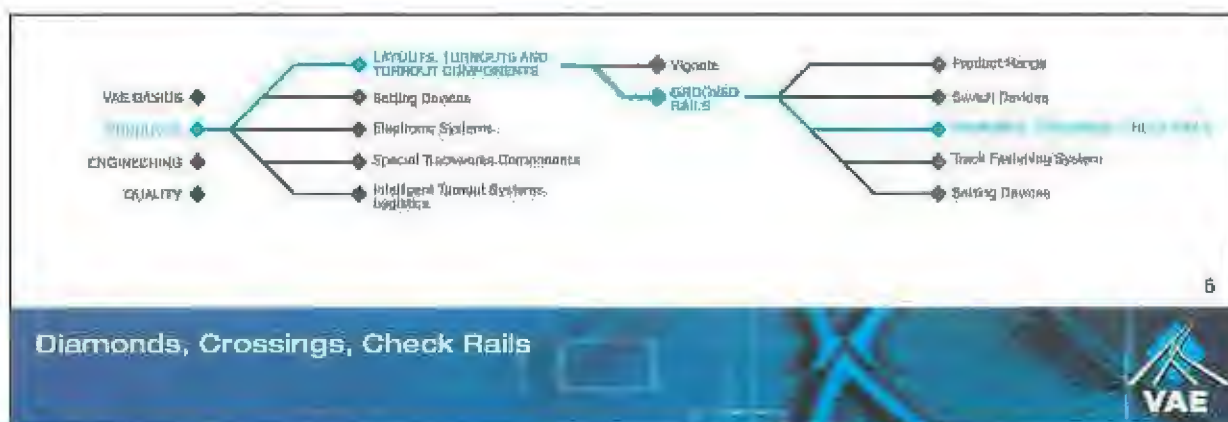 LAYOUTS, TURNOUTS AND
TURNOUT COMPONENTS
Vignole
Product Range
VAE BASICS
Setting Devices
GROOVED
RAILS
Switch Devices
PRODUCTS
Electronic Systems
ENGINEERING
Special Trackworks Components
Track Fastening System
QUALITY
Intelligent Turnout Systems,
Logistics
Setting Devices
6
Diamonds, Crossings, Check Rails
VAE